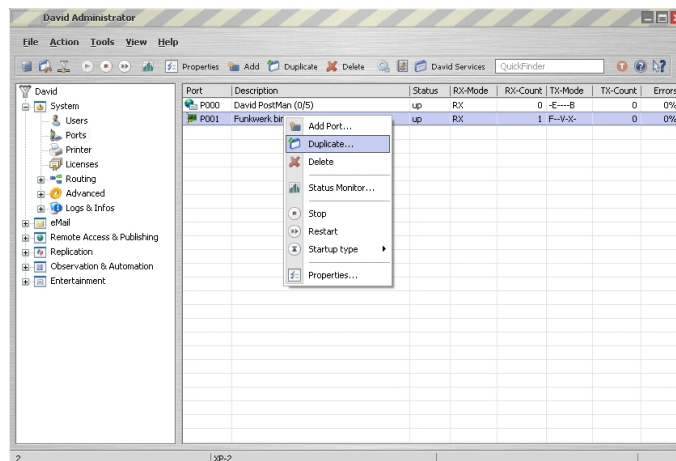 David Administrator
File Action Tools View Help
Properties Add Duplicate Delete David Services QuickFinder
David
System
Users
Ports
Printer
Licenses
Routing
Advanced
Logs & Infos
eMail
Remote Access & Publishing
Replication
Observation & Automation
Entertainment
Port Description Status RX-Mode RX-Count TX-Mode TX-Count Errors
P000 David PostMan (0/5) up RX 0 -E----B 0 0%
P001 Funkwerk bin up RX 1 F--V-X- 0 0%
Add Port...
Duplicate...
Delete
Status Monitor...
Stop
Restart
Startup type
Properties...
2 XP-2